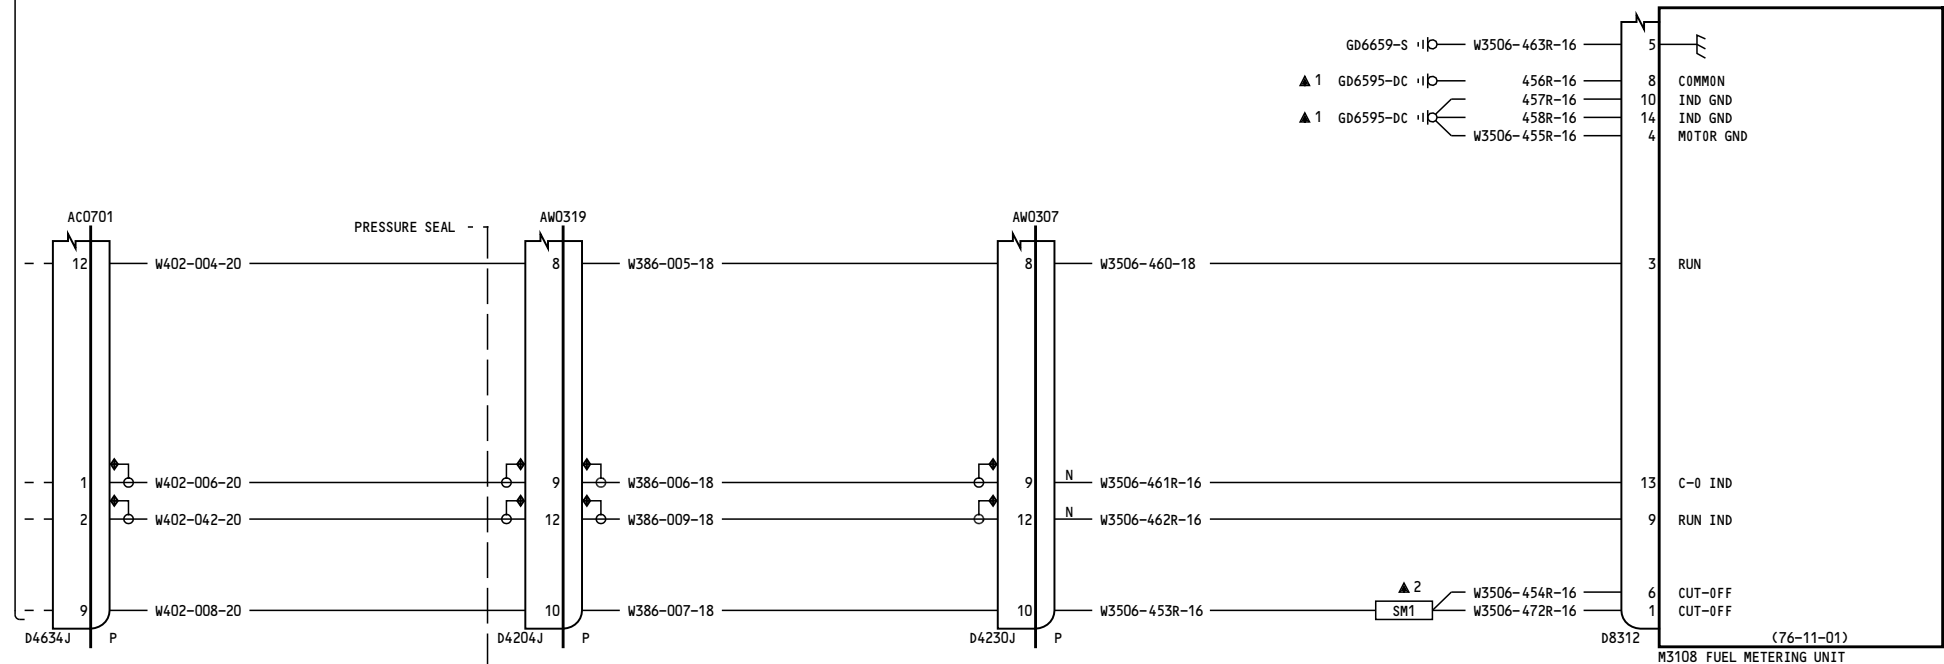 GD6659-S W3506-463R-16 5
▲ 1 GD6595-DC 456R-16 8 COMMON
457R-16 10 IND GND
▲ 1 GD6595-DC 458R-16 14 IND GND
W3506-455R-16 4 MOTOR GND
AC0701 AW0319 AW0307
PRESSURE SEAL
12 W402-004-20 8 W386-005-18 8 W3506-460-18 3 RUN
1 W402-006-20 9 W386-006-18 9 N W3506-461R-16 13 C-O IND
2 W402-042-20 12 W386-009-18 12 N W3506-462R-16 9 RUN IND
▲ 2 W3506-454R-16 6 CUT-OFF
9 W402-008-20 10 W386-007-18 10 W3506-453R-16 SM1 W3506-472R-16 1 CUT-OFF
D4634J P D4204J P D4230J P D8312 (76-11-01)
M3108 FUEL METERING UNIT